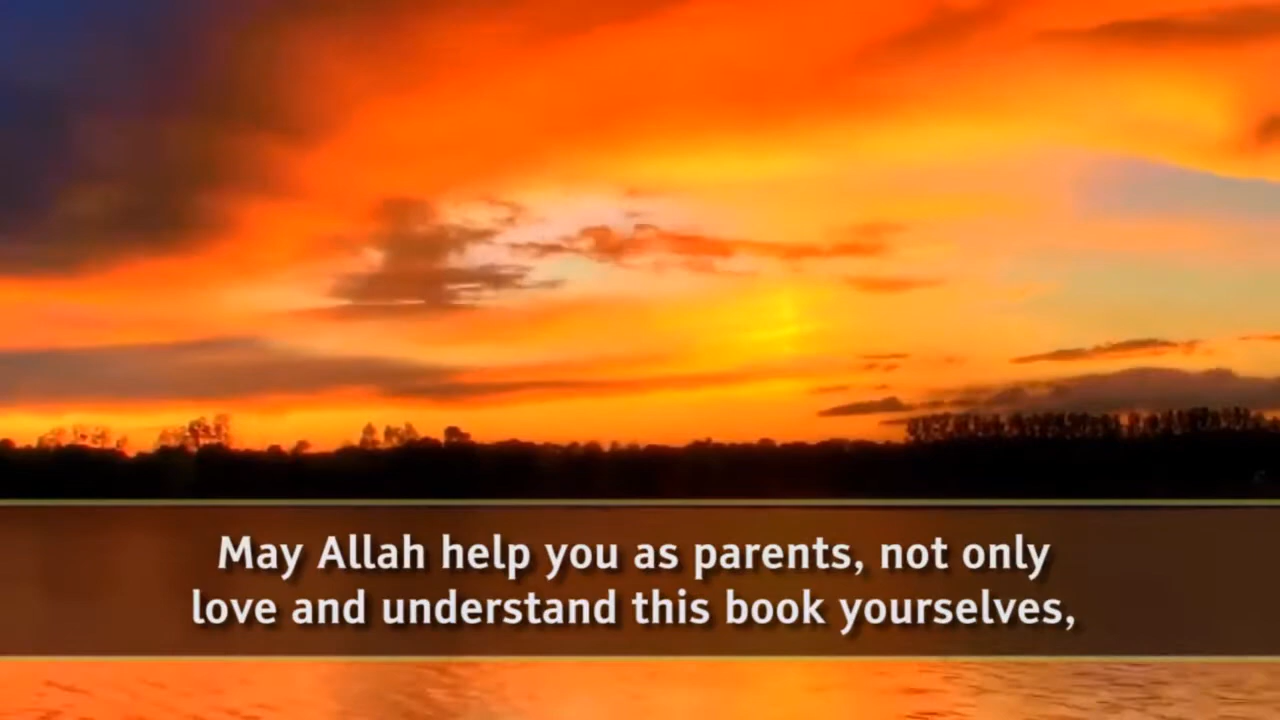 May Allah help you as parents, not only
love and understand this book yourselves,